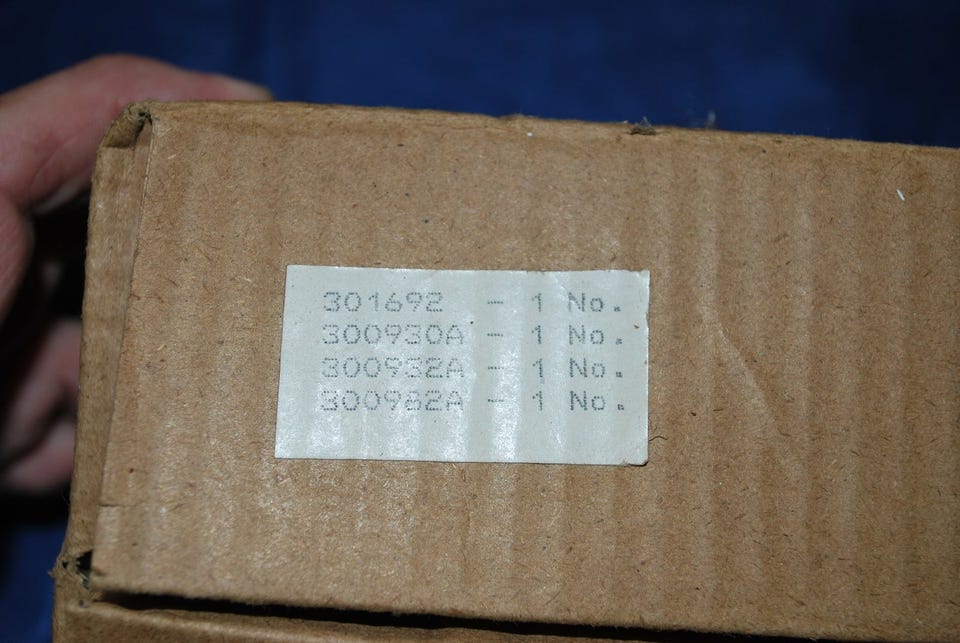 301692 - 1 No.
300930A - 1 No.
300932A - 1 No.
300982A - 1 No.